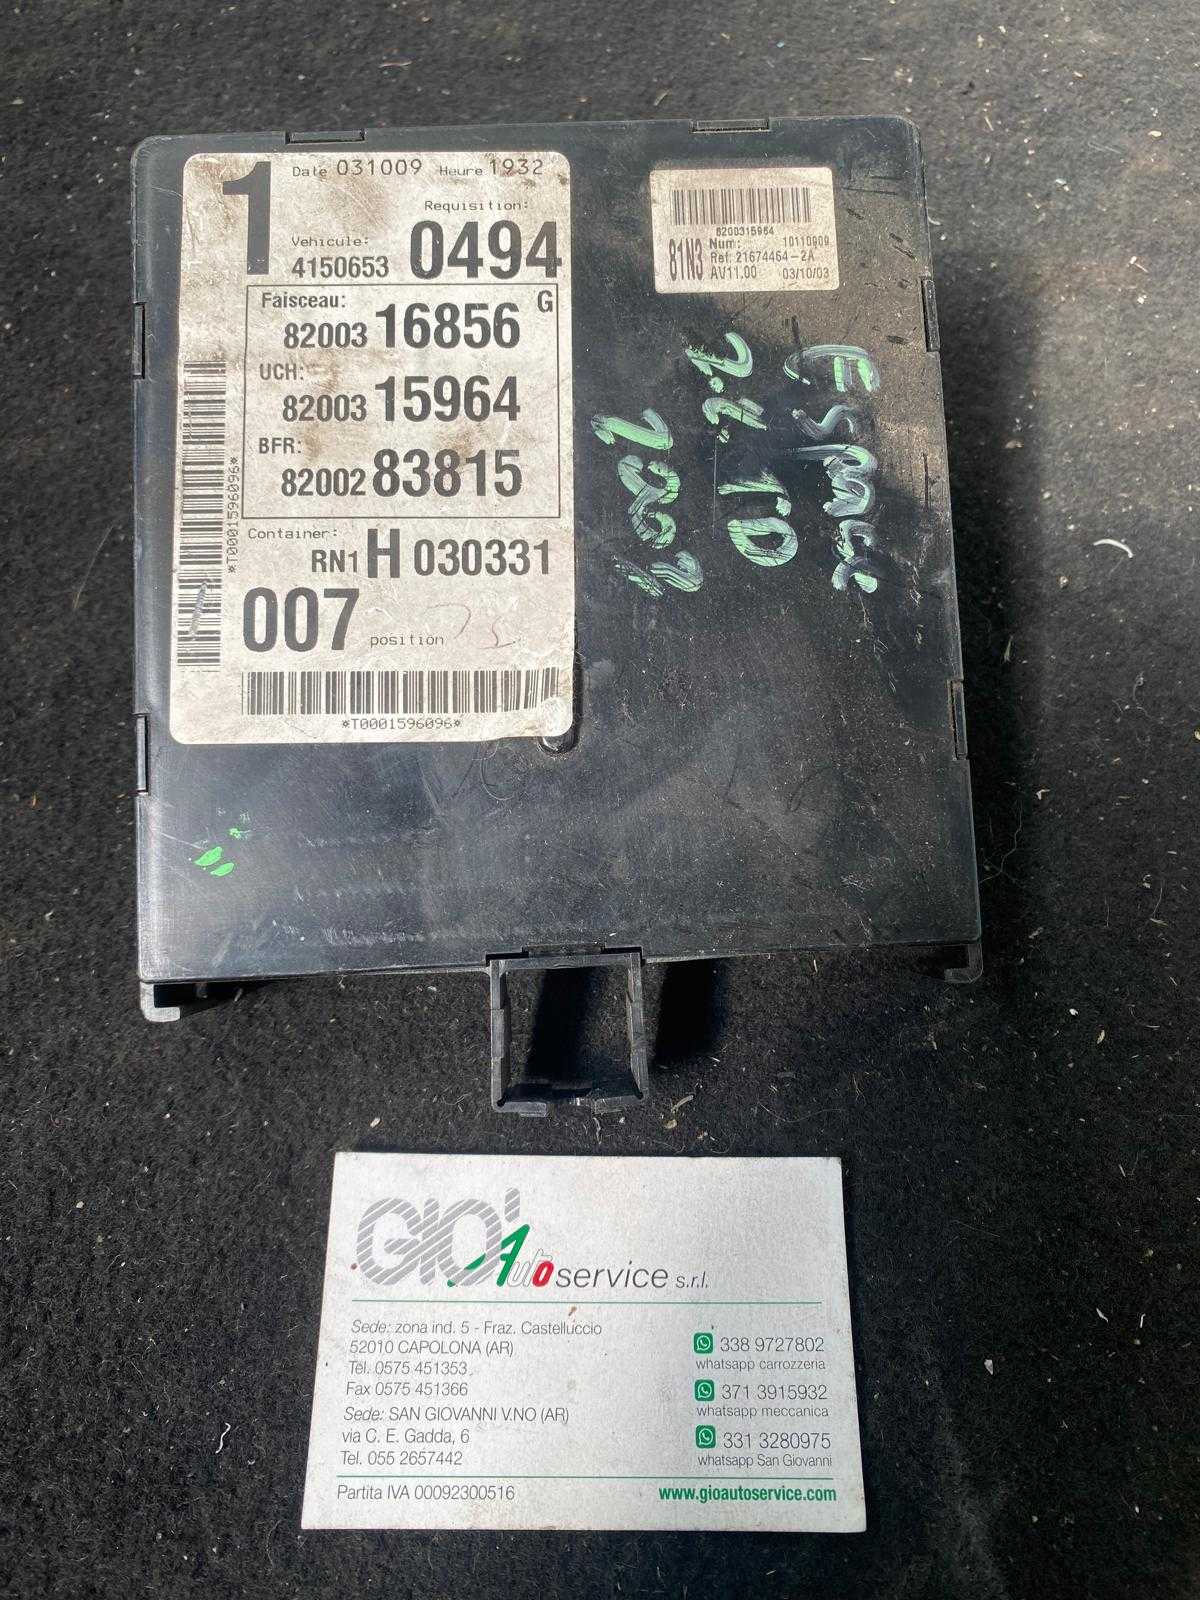 1
Date 031009 Heure 1932
Requisition:
Vehicule:
4150653 0494
Faisceau: G
82003 16856
UCH:
82003 15964
BFR:
82002 83815
Container:
RN1 H 030331
007 position
*T0001596096*
*T0001596096*
8200315964
81N3
Num: 10110909
Ref: 21674464-2A
AV11.00 03/10/03
Espace
2.2 TD
2003
GIO' Auto service s.r.l.
Sede: zona ind. 5 - Fraz. Castelluccio
52010 CAPOLONA (AR)
Tel. 0575 451353
Fax 0575 451366
Sede: SAN GIOVANNI V.NO (AR)
via C. E. Gadda, 6
Tel. 055 2657442
338 9727802
whatsapp carrozzeria
371 3915932
whatsapp meccanica
331 3280975
whatsapp San Giovanni
Partita IVA 00092300516
www.gioautoservice.com